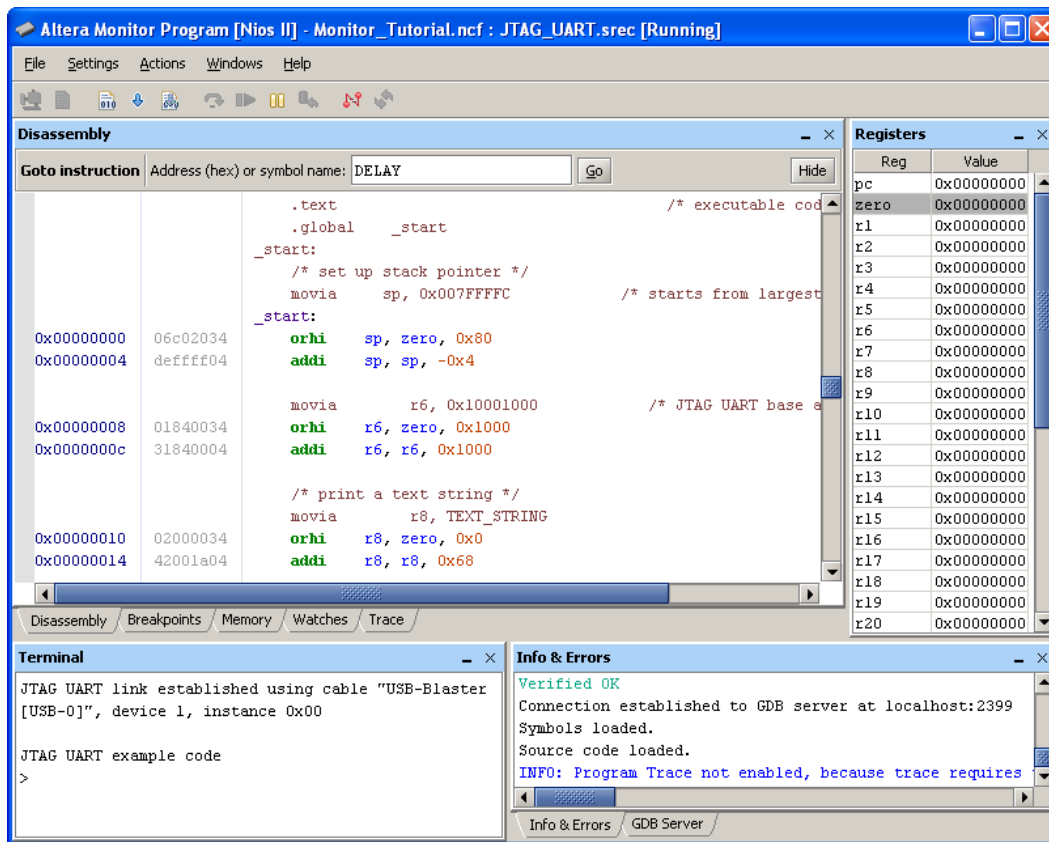 Altera Monitor Program [Nios II] - Monitor_Tutorial.ncf : JTAG_UART.srec [Running]
File Settings Actions Windows Help
Disassembly
Goto instruction Address (hex) or symbol name: DELAY Go Hide
.text /* executable cod
.global _start
_start:
/* set up stack pointer */
movia sp, 0x007FFFFC /* starts from largest
_start:
0x00000000 06c02034 orhi sp, zero, 0x80
0x00000004 deffff04 addi sp, sp, -0x4
movia r6, 0x10001000 /* JTAG UART base a
0x00000008 01840034 orhi r6, zero, 0x1000
0x0000000c 31840004 addi r6, r6, 0x1000
/* print a text string */
movia r8, TEXT_STRING
0x00000010 02000034 orhi r8, zero, 0x0
0x00000014 42001a04 addi r8, r8, 0x68
Disassembly Breakpoints Memory Watches Trace
Registers
Reg Value
pc 0x00000000
zero 0x00000000
r1 0x00000000
r2 0x00000000
r3 0x00000000
r4 0x00000000
r5 0x00000000
r6 0x00000000
r7 0x00000000
r8 0x00000000
r9 0x00000000
r10 0x00000000
r11 0x00000000
r12 0x00000000
r13 0x00000000
r14 0x00000000
r15 0x00000000
r16 0x00000000
r17 0x00000000
r18 0x00000000
r19 0x00000000
r20 0x00000000
Terminal
JTAG UART link established using cable "USB-Blaster
[USB-0]", device 1, instance 0x00
JTAG UART example code
>
Info & Errors
Verified OK
Connection established to GDB server at localhost:2399
Symbols loaded.
Source code loaded.
INFO: Program Trace not enabled, because trace requires
Info & Errors GDB Server